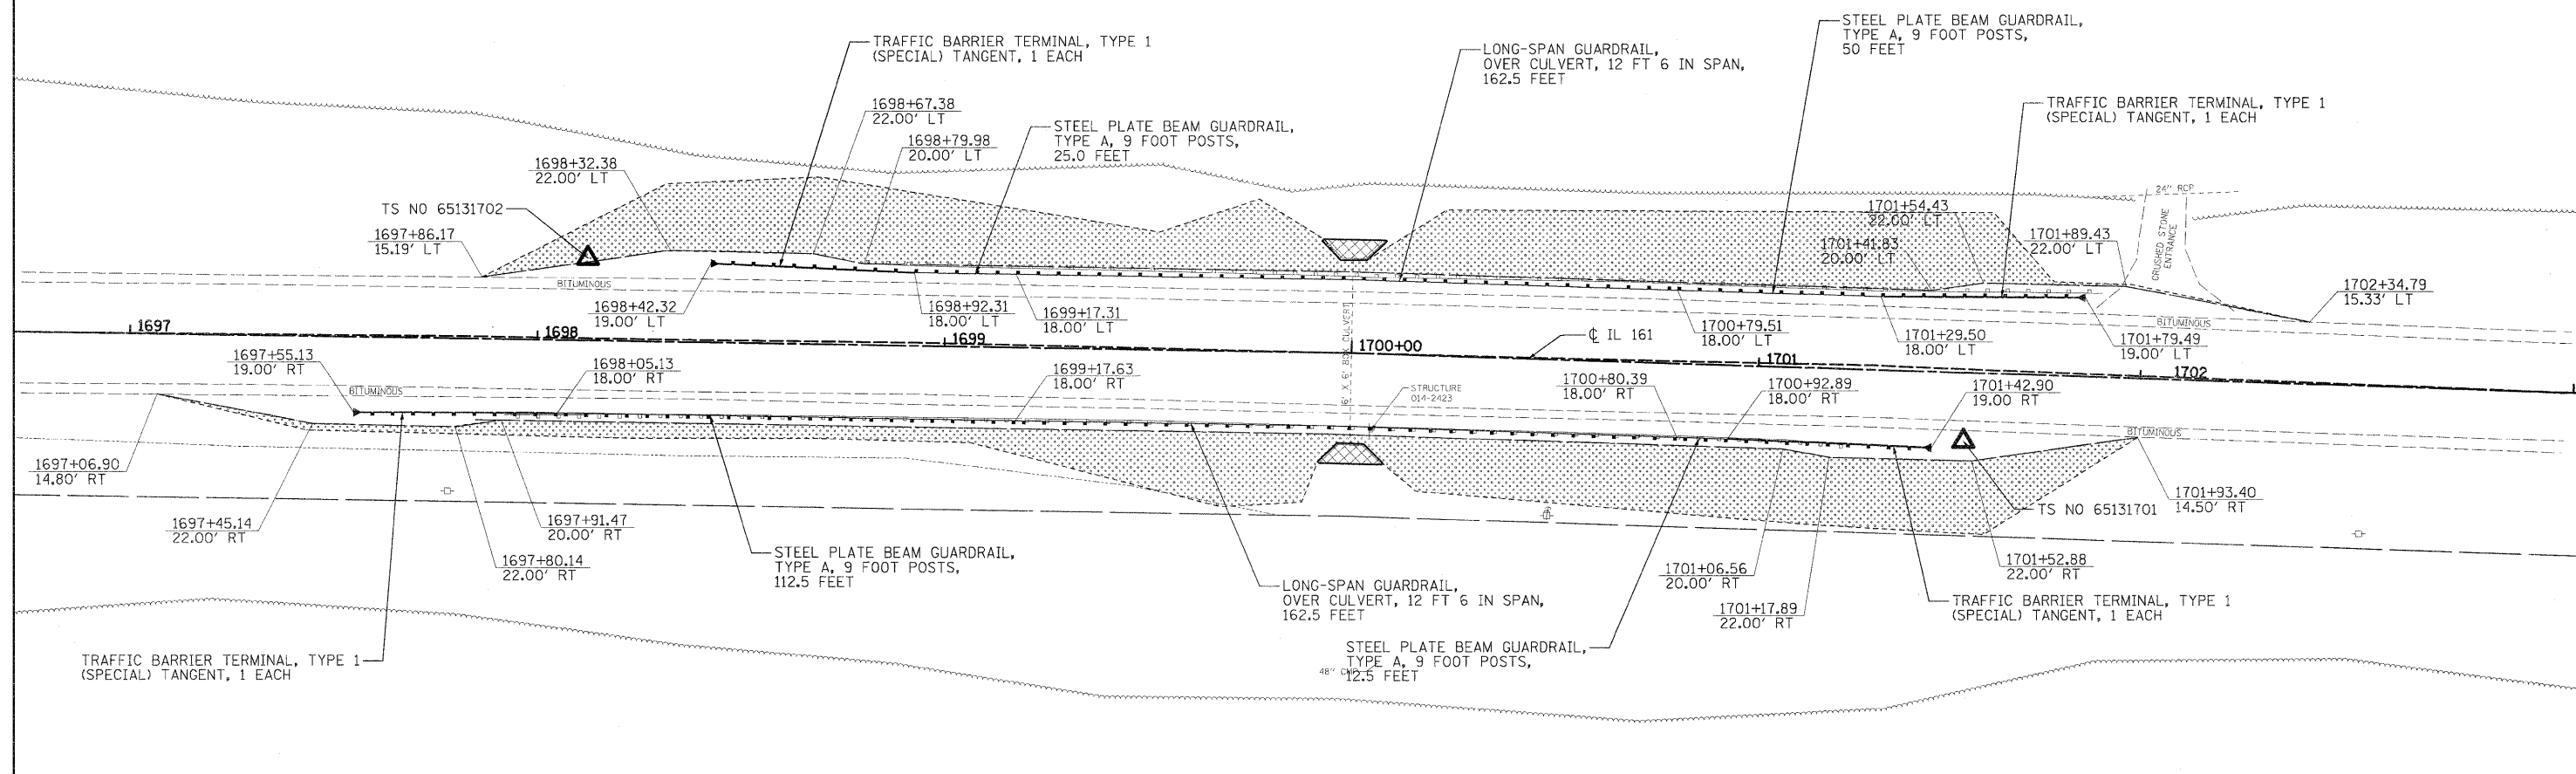 TRAFFIC BARRIER TERMINAL, TYPE 1
(SPECIAL) TANGENT, 1 EACH
LONG-SPAN GUARDRAIL,
OVER CULVERT, 12 FT 6 IN SPAN,
162.5 FEET
STEEL PLATE BEAM GUARDRAIL,
TYPE A, 9 FOOT POSTS,
50 FEET
TRAFFIC BARRIER TERMINAL, TYPE 1
(SPECIAL) TANGENT, 1 EACH
1698+67.38
22.00' LT
STEEL PLATE BEAM GUARDRAIL,
TYPE A, 9 FOOT POSTS,
25.0 FEET
1698+79.98
20.00' LT
1698+32.38
22.00' LT
TS NO 65131702
1697+86.17
15.19' LT
24" RCP
CRUSHED STONE
ENTRANCE
1701+54.43
22.00' LT
1701+41.83
20.00' LT
1701+89.43
22.00' LT
1702+34.79
15.33' LT
BITUMINOUS
1698+42.32
19.00' LT
1698+92.31
18.00' LT
1699+17.31
18.00' LT
6' X 6' BOX CULVERT
1700+79.51
18.00' LT
1701+29.50
18.00' LT
1701+79.49
19.00' LT
BITUMINOUS
1697
1698
1699
1700+00
℄ IL 161
1701
1702
1697+55.13
19.00' RT
BITUMINOUS
1698+05.13
18.00' RT
1699+17.63
18.00' RT
STRUCTURE
014-2423
1700+80.39
18.00' RT
1700+92.89
18.00' RT
1701+42.90
19.00 RT
BITUMINOUS
1697+06.90
14.80' RT
1697+45.14
22.00' RT
1697+80.14
22.00' RT
1697+91.47
20.00' RT
STEEL PLATE BEAM GUARDRAIL,
TYPE A, 9 FOOT POSTS,
112.5 FEET
LONG-SPAN GUARDRAIL,
OVER CULVERT, 12 FT 6 IN SPAN,
162.5 FEET
1701+06.56
20.00' RT
1701+17.89
22.00' RT
1701+93.40
14.50' RT
TS NO 65131701
1701+52.88
22.00' RT
TRAFFIC BARRIER TERMINAL, TYPE 1
(SPECIAL) TANGENT, 1 EACH
TRAFFIC BARRIER TERMINAL, TYPE 1
(SPECIAL) TANGENT, 1 EACH
STEEL PLATE BEAM GUARDRAIL,
TYPE A, 9 FOOT POSTS,
12.5 FEET
48" CMP